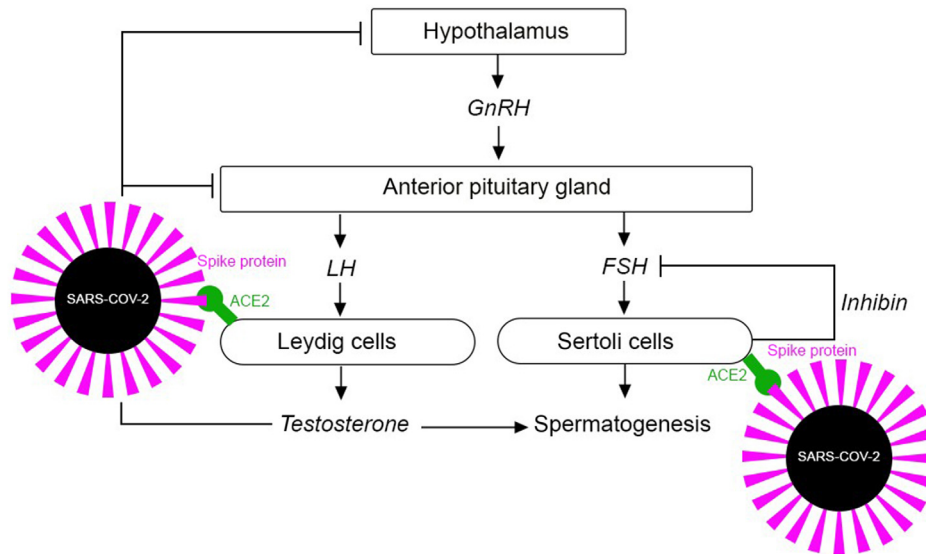 Hypothalamus
GnRH
Anterior pituitary gland
Spike protein
LH
FSH
SARS-COV-2
ACE2
Inhibin
Leydig cells
Sertoli cells
Spike protein
ACE2
Testosterone
Spermatogenesis
SARS-COV-2